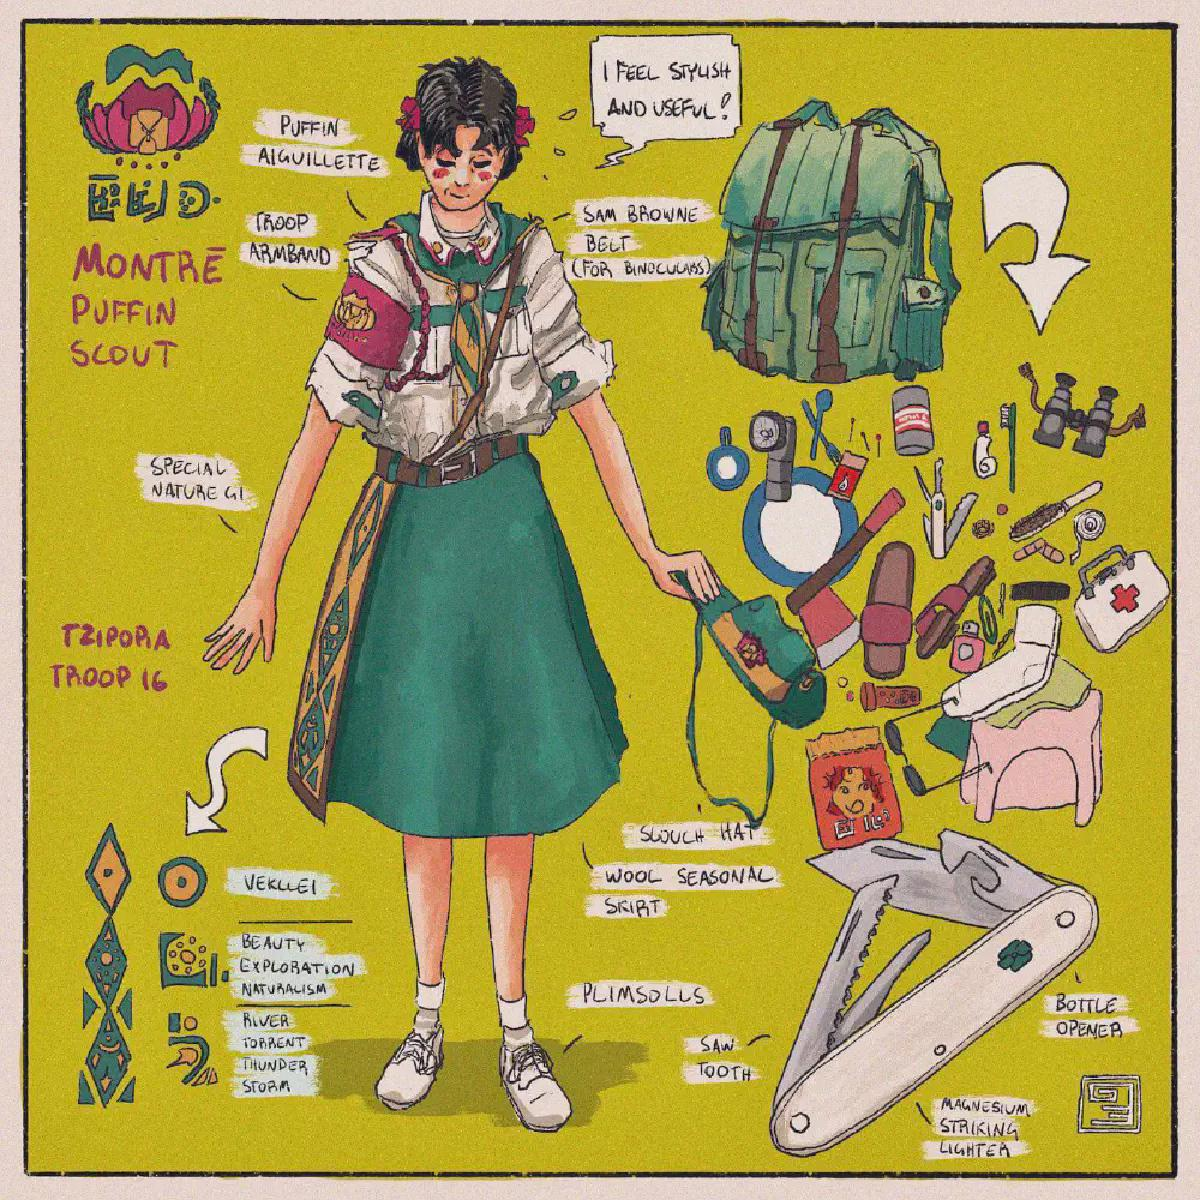 I FEEL STYLISH
AND USEFUL!
PUFFIN
AIGUILLETTE
TROOP
ARMBAND
SAM BROWNE
BELT
(FOR BINOCULARS)
MONTRĒ
PUFFIN
SCOUT
SPECIAL
NATURE GI
TZIPORA
TROOP 16
SLOUCH HAT
WOOL SEASONAL
SKIRT
VEKLLEI
BEAUTY
EXPLORATION
NATURALISM
RIVER
TORRENT
THUNDER
STORM
PLIMSOLLS
SAW
TOOTH
BOTTLE
OPENER
MAGNESIUM
STRIKING
LIGHTER